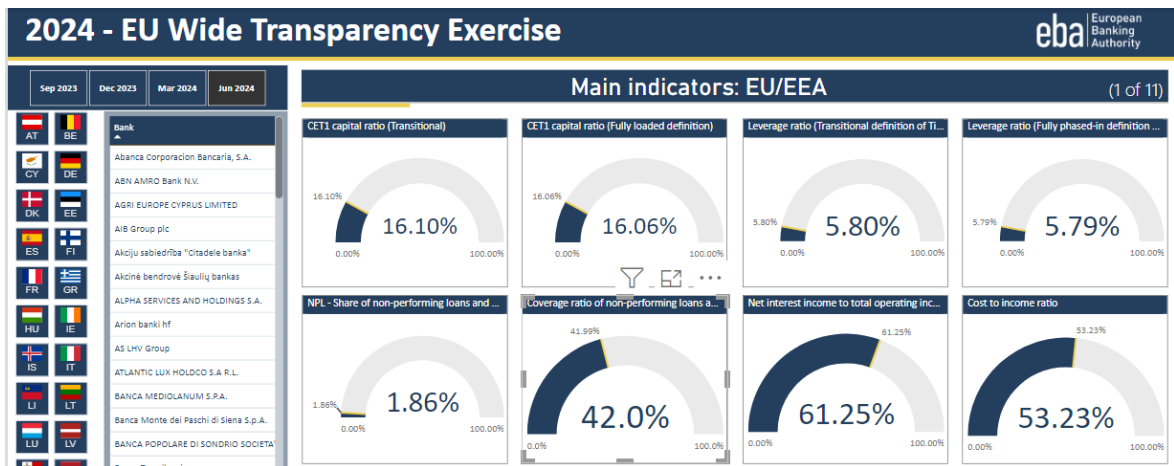 2024 - EU Wide Transparency Exercise
eba European
Banking
Authority
Sep 2023 Dec 2023 Mar 2024 Jun 2024
Main indicators: EU/EEA (1 of 11)
AT BE
CY DE
DK EE
ES FI
FR GR
HU IE
IS IT
LI LT
LU LV
Bank
Abanca Corporacion Bancaria, S.A.
ABN AMRO Bank N.V.
AGRI EUROPE CYPRUS LIMITED
AIB Group plc
Akciju sabiedrība "Citadele banka"
Akcinė bendrovė Šiaulių bankas
ALPHA SERVICES AND HOLDINGS S.A.
Arion banki hf
AS LHV Group
ATLANTIC LUX HOLDCO S.A R.L.
BANCA MEDIOLANUM S.P.A.
Banca Monte dei Paschi di Siena S.p.A.
BANCA POPOLARE DI SONDRIO SOCIETA'
CET1 capital ratio (Transitional)
16.10%
16.10%
0.00% 100.00%
CET1 capital ratio (Fully loaded definition)
16.06%
16.06%
0.00% 100.00%
Leverage ratio (Transitional definition of Ti...
5.80%
5.80%
0.00% 100.00%
Leverage ratio (Fully phased-in definition ...
5.79%
5.79%
0.00% 100.00%
NPL - Share of non-performing loans and ...
1.86%
1.86%
0.00% 100.00%
Coverage ratio of non-performing loans a...
41.99%
42.0%
0.0% 100.0%
Net interest income to total operating inc...
61.25%
61.25%
0.00% 100.00%
Cost to income ratio
53.23%
53.23%
0.00% 100.00%